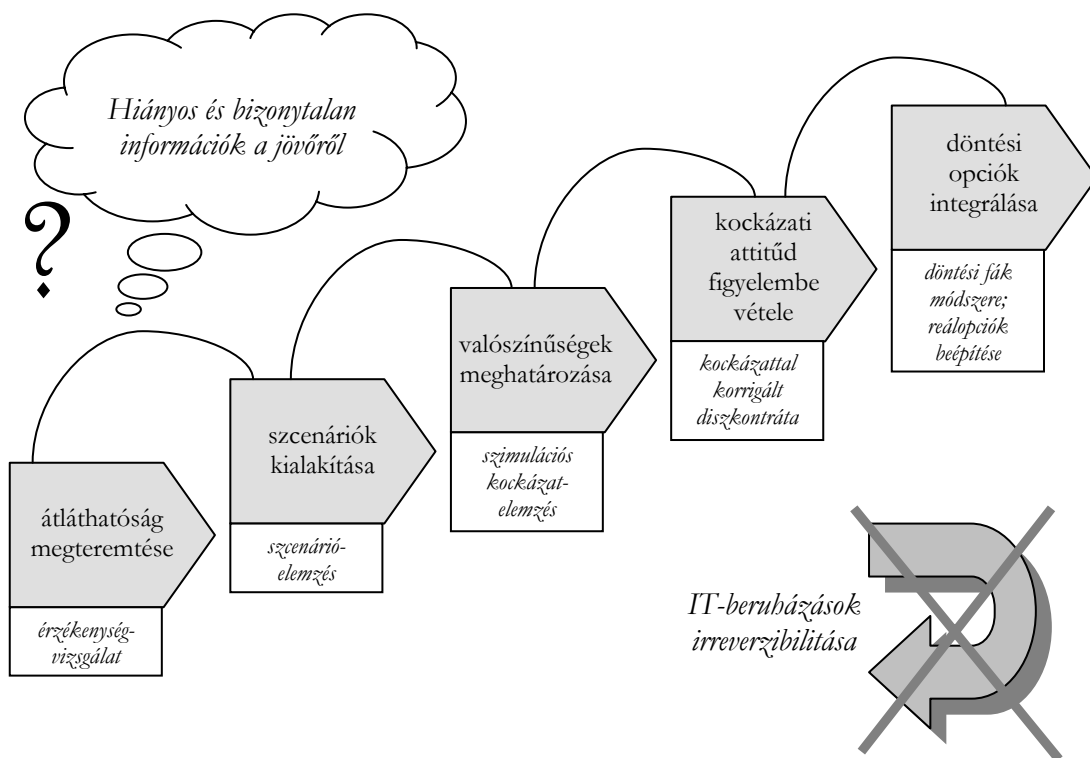 Hiányos és bizonytalan
információk a jövőről
?
átláthatóság
megteremtése
érzékenység-
vizsgálat
szcenáriók
kialakítása
szcenárió-
elemzés
valószínűségek
meghatározása
szimulációs
kockázat-
elemzés
kockázati
attitűd
figyelembe
vétele
kockázattal
korrigált
diszkontráta
döntési
opciók
integrálása
döntési fák
módszere;
reálopciók
beépítése
IT-beruházások
irreverzibilitása